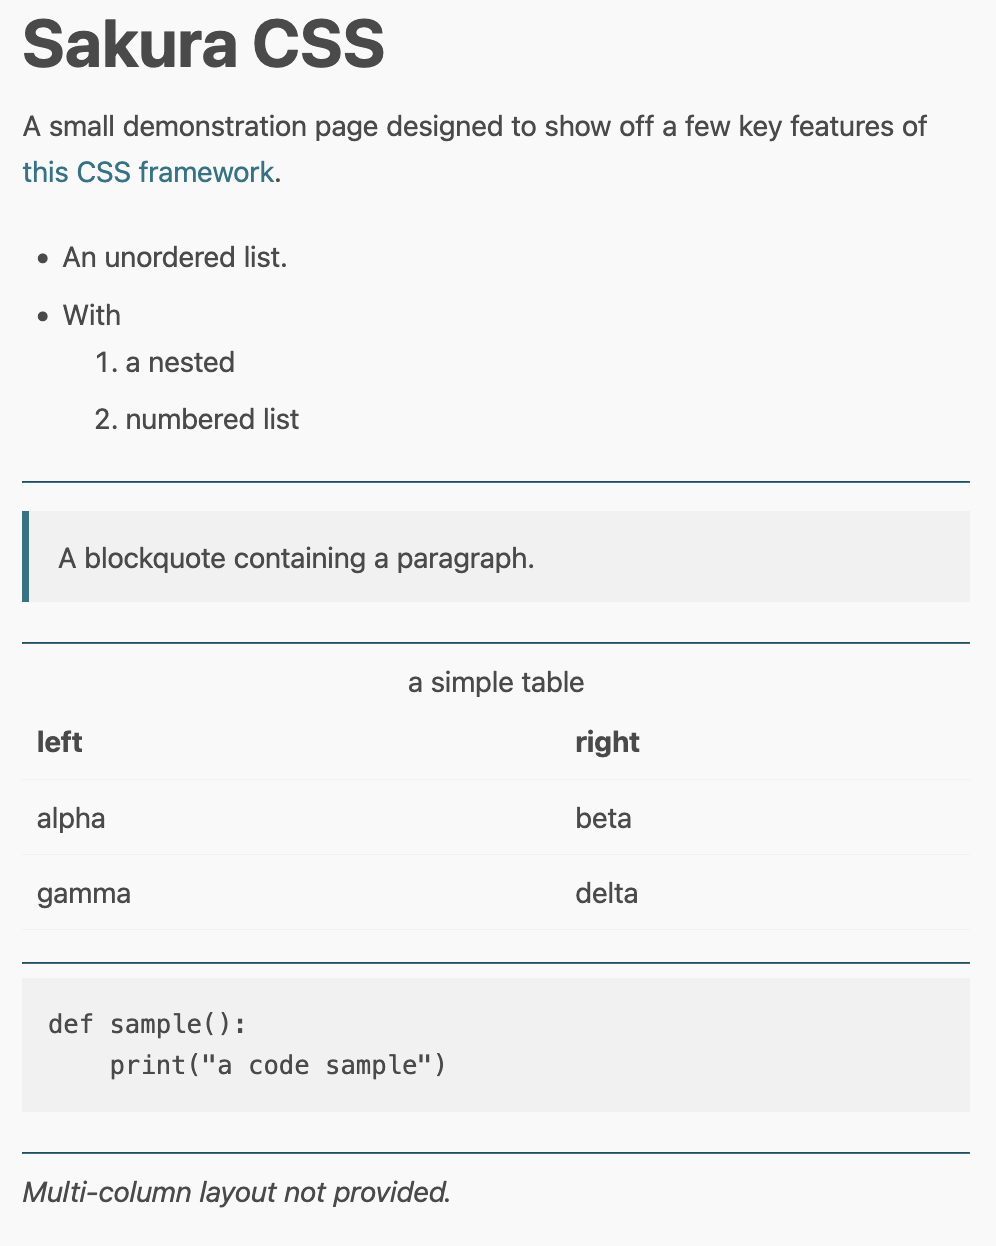 Sakura CSS
A small demonstration page designed to show off a few key features of
this CSS framework.
• An unordered list.
• With
1. a nested
2. numbered list
A blockquote containing a paragraph.
a simple table
left right
alpha beta
gamma delta
def sample():
    print("a code sample")
Multi-column layout not provided.